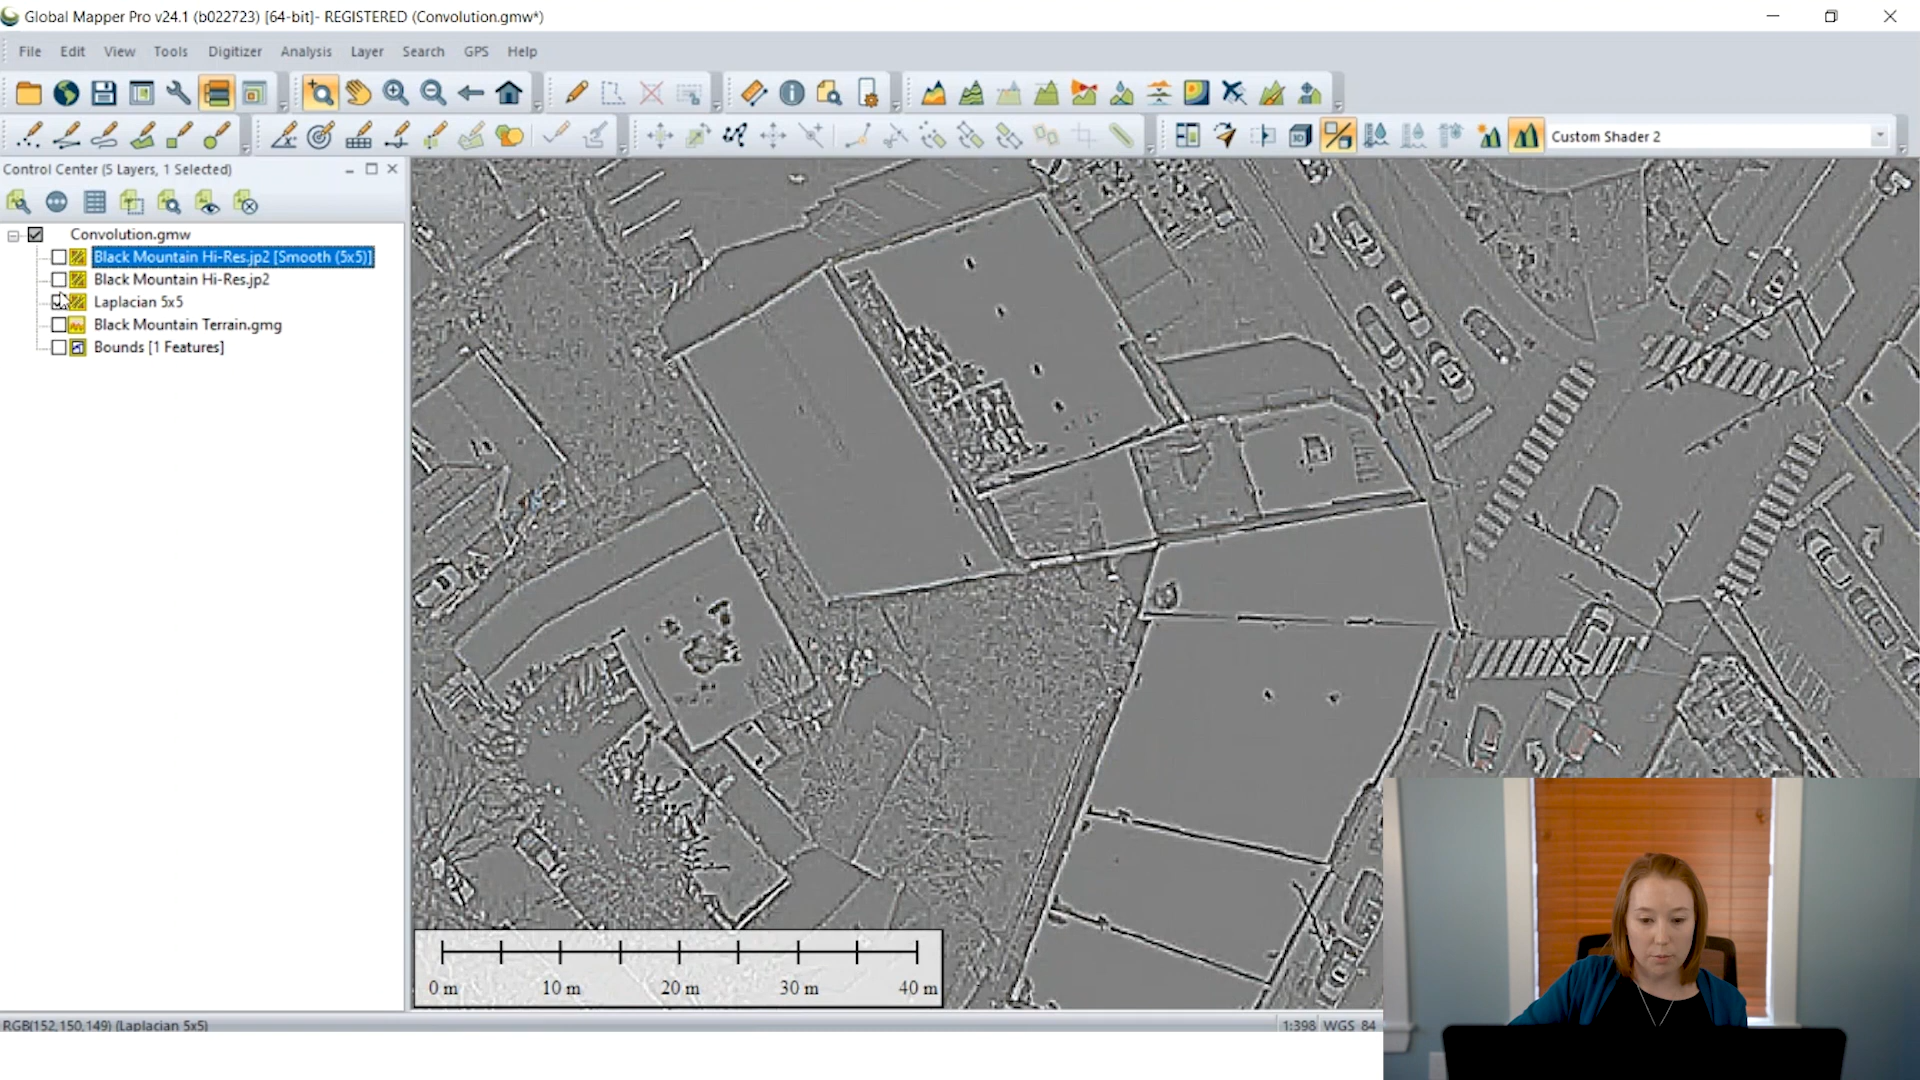 Global Mapper Pro v24.1 (b022723) [64-bit]- REGISTERED (Convolution.gmw*)
File Edit View Tools Digitizer Analysis Layer Search GPS Help
Custom Shader 2
Control Center (5 Layers, 1 Selected)
Convolution.gmw
Black Mountain Hi-Res.jp2 [Smooth (5x5)]
Black Mountain Hi-Res.jp2
Laplacian 5x5
Black Mountain Terrain.gmg
Bounds [1 Features]
0 m 10 m 20 m 30 m 40 m
RGB(152,150,149) (Laplacian 5x5) 1:398 WGS 84